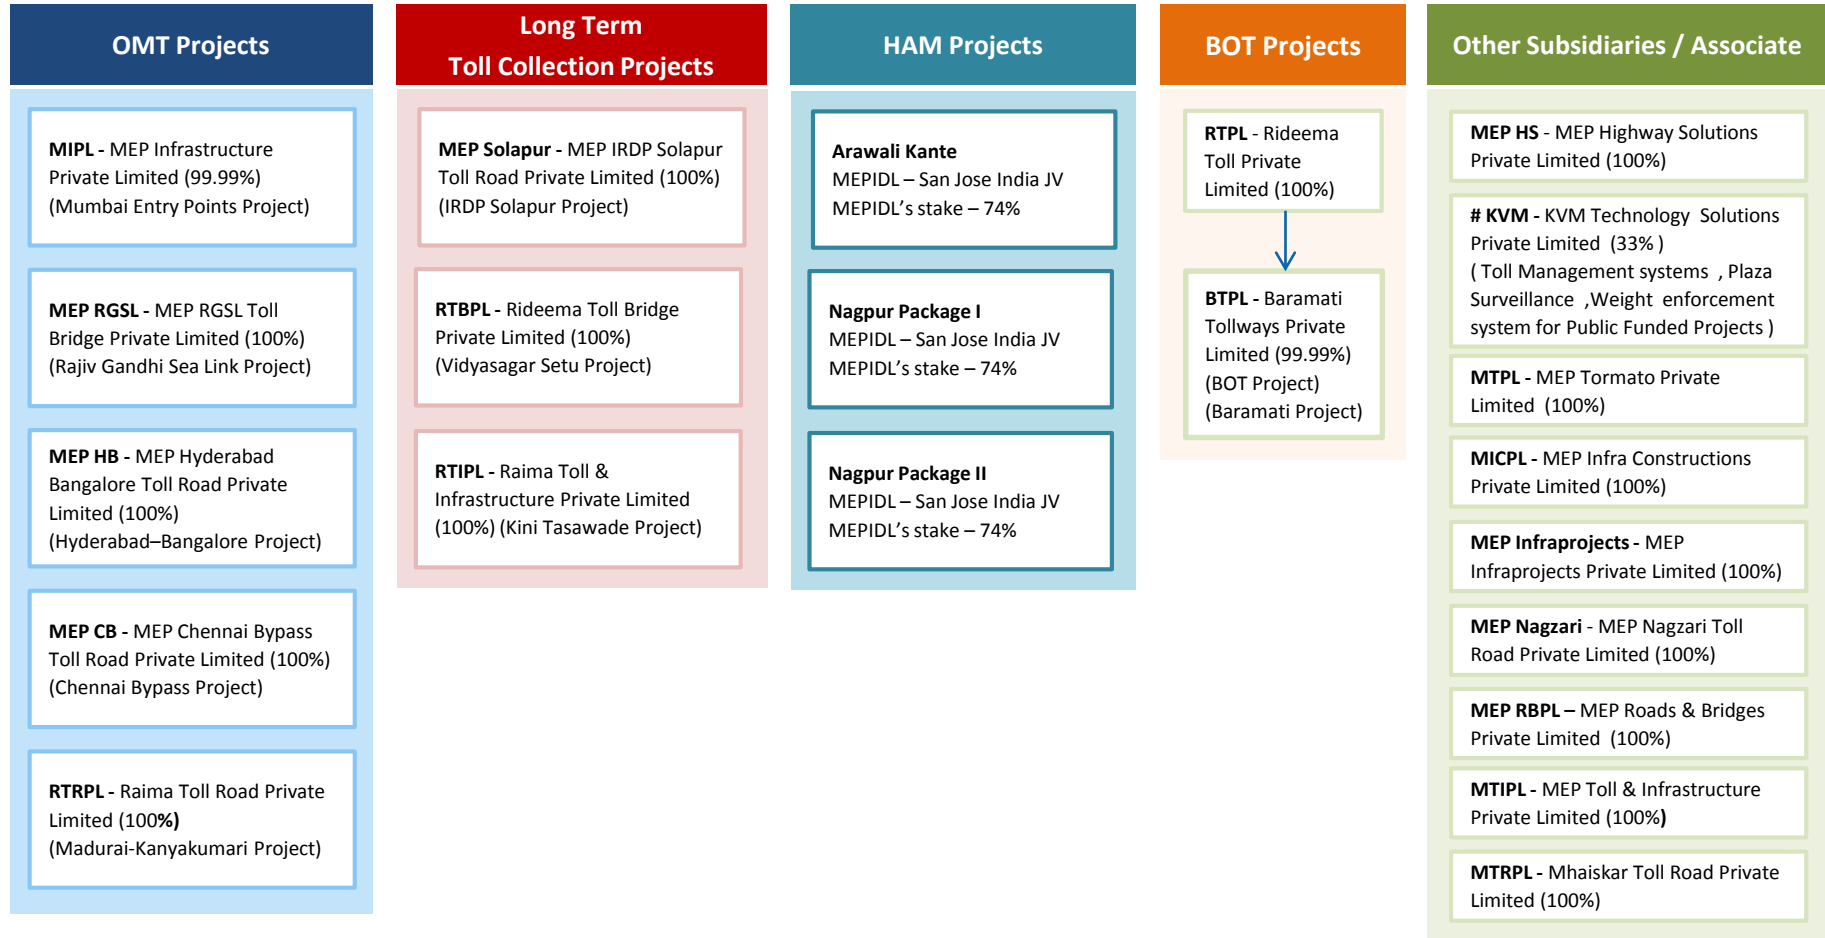 OMT Projects
MIPL - MEP Infrastructure
Private Limited (99.99%)
(Mumbai Entry Points Project)
MEP RGSL - MEP RGSL Toll
Bridge Private Limited (100%)
(Rajiv Gandhi Sea Link Project)
MEP HB - MEP Hyderabad
Bangalore Toll Road Private
Limited (100%)
(Hyderabad–Bangalore Project)
MEP CB - MEP Chennai Bypass
Toll Road Private Limited (100%)
(Chennai Bypass Project)
RTRPL - Raima Toll Road Private
Limited (100%)
(Madurai-Kanyakumari Project)
Long Term
Toll Collection Projects
MEP Solapur - MEP IRDP Solapur
Toll Road Private Limited (100%)
(IRDP Solapur Project)
RTBPL - Rideema Toll Bridge
Private Limited (100%)
(Vidyasagar Setu Project)
RTIPL - Raima Toll &
Infrastructure Private Limited
(100%) (Kini Tasawade Project)
HAM Projects
Arawali Kante
MEPIDL – San Jose India JV
MEPIDL’s stake – 74%
Nagpur Package I
MEPIDL – San Jose India JV
MEPIDL’s stake – 74%
Nagpur Package II
MEPIDL – San Jose India JV
MEPIDL’s stake – 74%
BOT Projects
RTPL - Rideema
Toll Private
Limited (100%)
BTPL - Baramati
Tollways Private
Limited (99.99%)
(BOT Project)
(Baramati Project)
Other Subsidiaries / Associate
MEP HS - MEP Highway Solutions
Private Limited (100%)
# KVM - KVM Technology Solutions
Private Limited (33% )
( Toll Management systems , Plaza
Surveillance ,Weight enforcement
system for Public Funded Projects )
MTPL - MEP Tormato Private
Limited (100%)
MICPL - MEP Infra Constructions
Private Limited (100%)
MEP Infraprojects - MEP
Infraprojects Private Limited (100%)
MEP Nagzari - MEP Nagzari Toll
Road Private Limited (100%)
MEP RBPL – MEP Roads & Bridges
Private Limited (100%)
MTIPL - MEP Toll & Infrastructure
Private Limited (100%)
MTRPL - Mhaiskar Toll Road Private
Limited (100%)